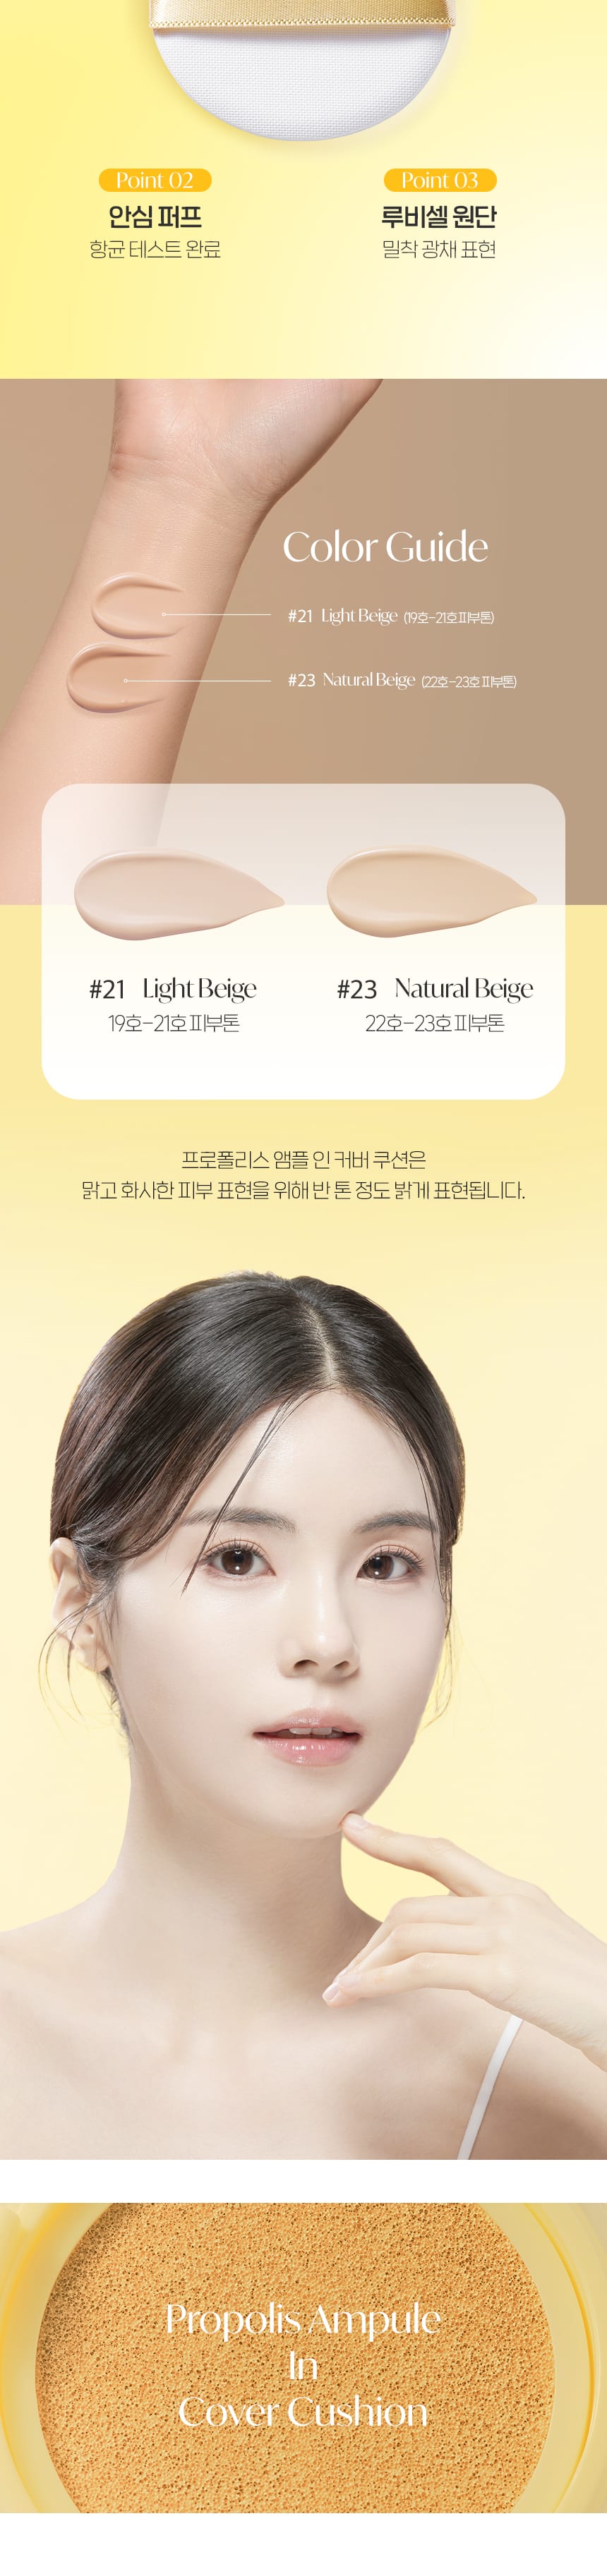 Point 02
안심 퍼프
항균 테스트 완료
Point 03
루비셀 원단
밀착 광채 표현
Color Guide
#21 Light Beige (19호-21호 피부톤)
#23 Natural Beige (22호-23호 피부톤)
#21 Light Beige
19호-21호 피부톤
#23 Natural Beige
22호-23호 피부톤
프로폴리스 앰플 인 커버 쿠션은
맑고 화사한 피부 표현을 위해 반 톤 정도 밝게 표현됩니다.
Propolis Ampule
In
Cover Cushion